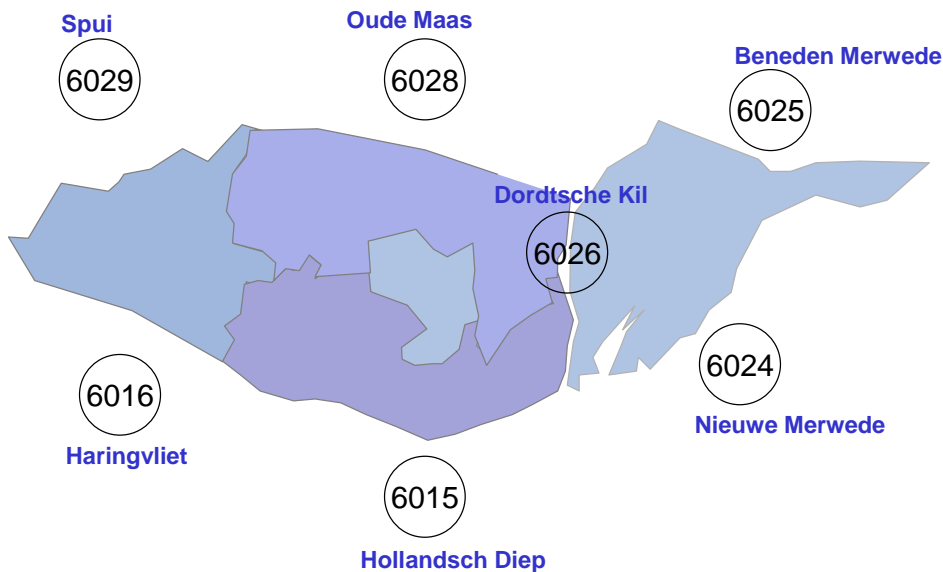 Spui
6029
Oude Maas
6028
Beneden Merwede
6025
Dordtsche Kil
6026
6016
Haringvliet
6024
Nieuwe Merwede
6015
Hollandsch Diep